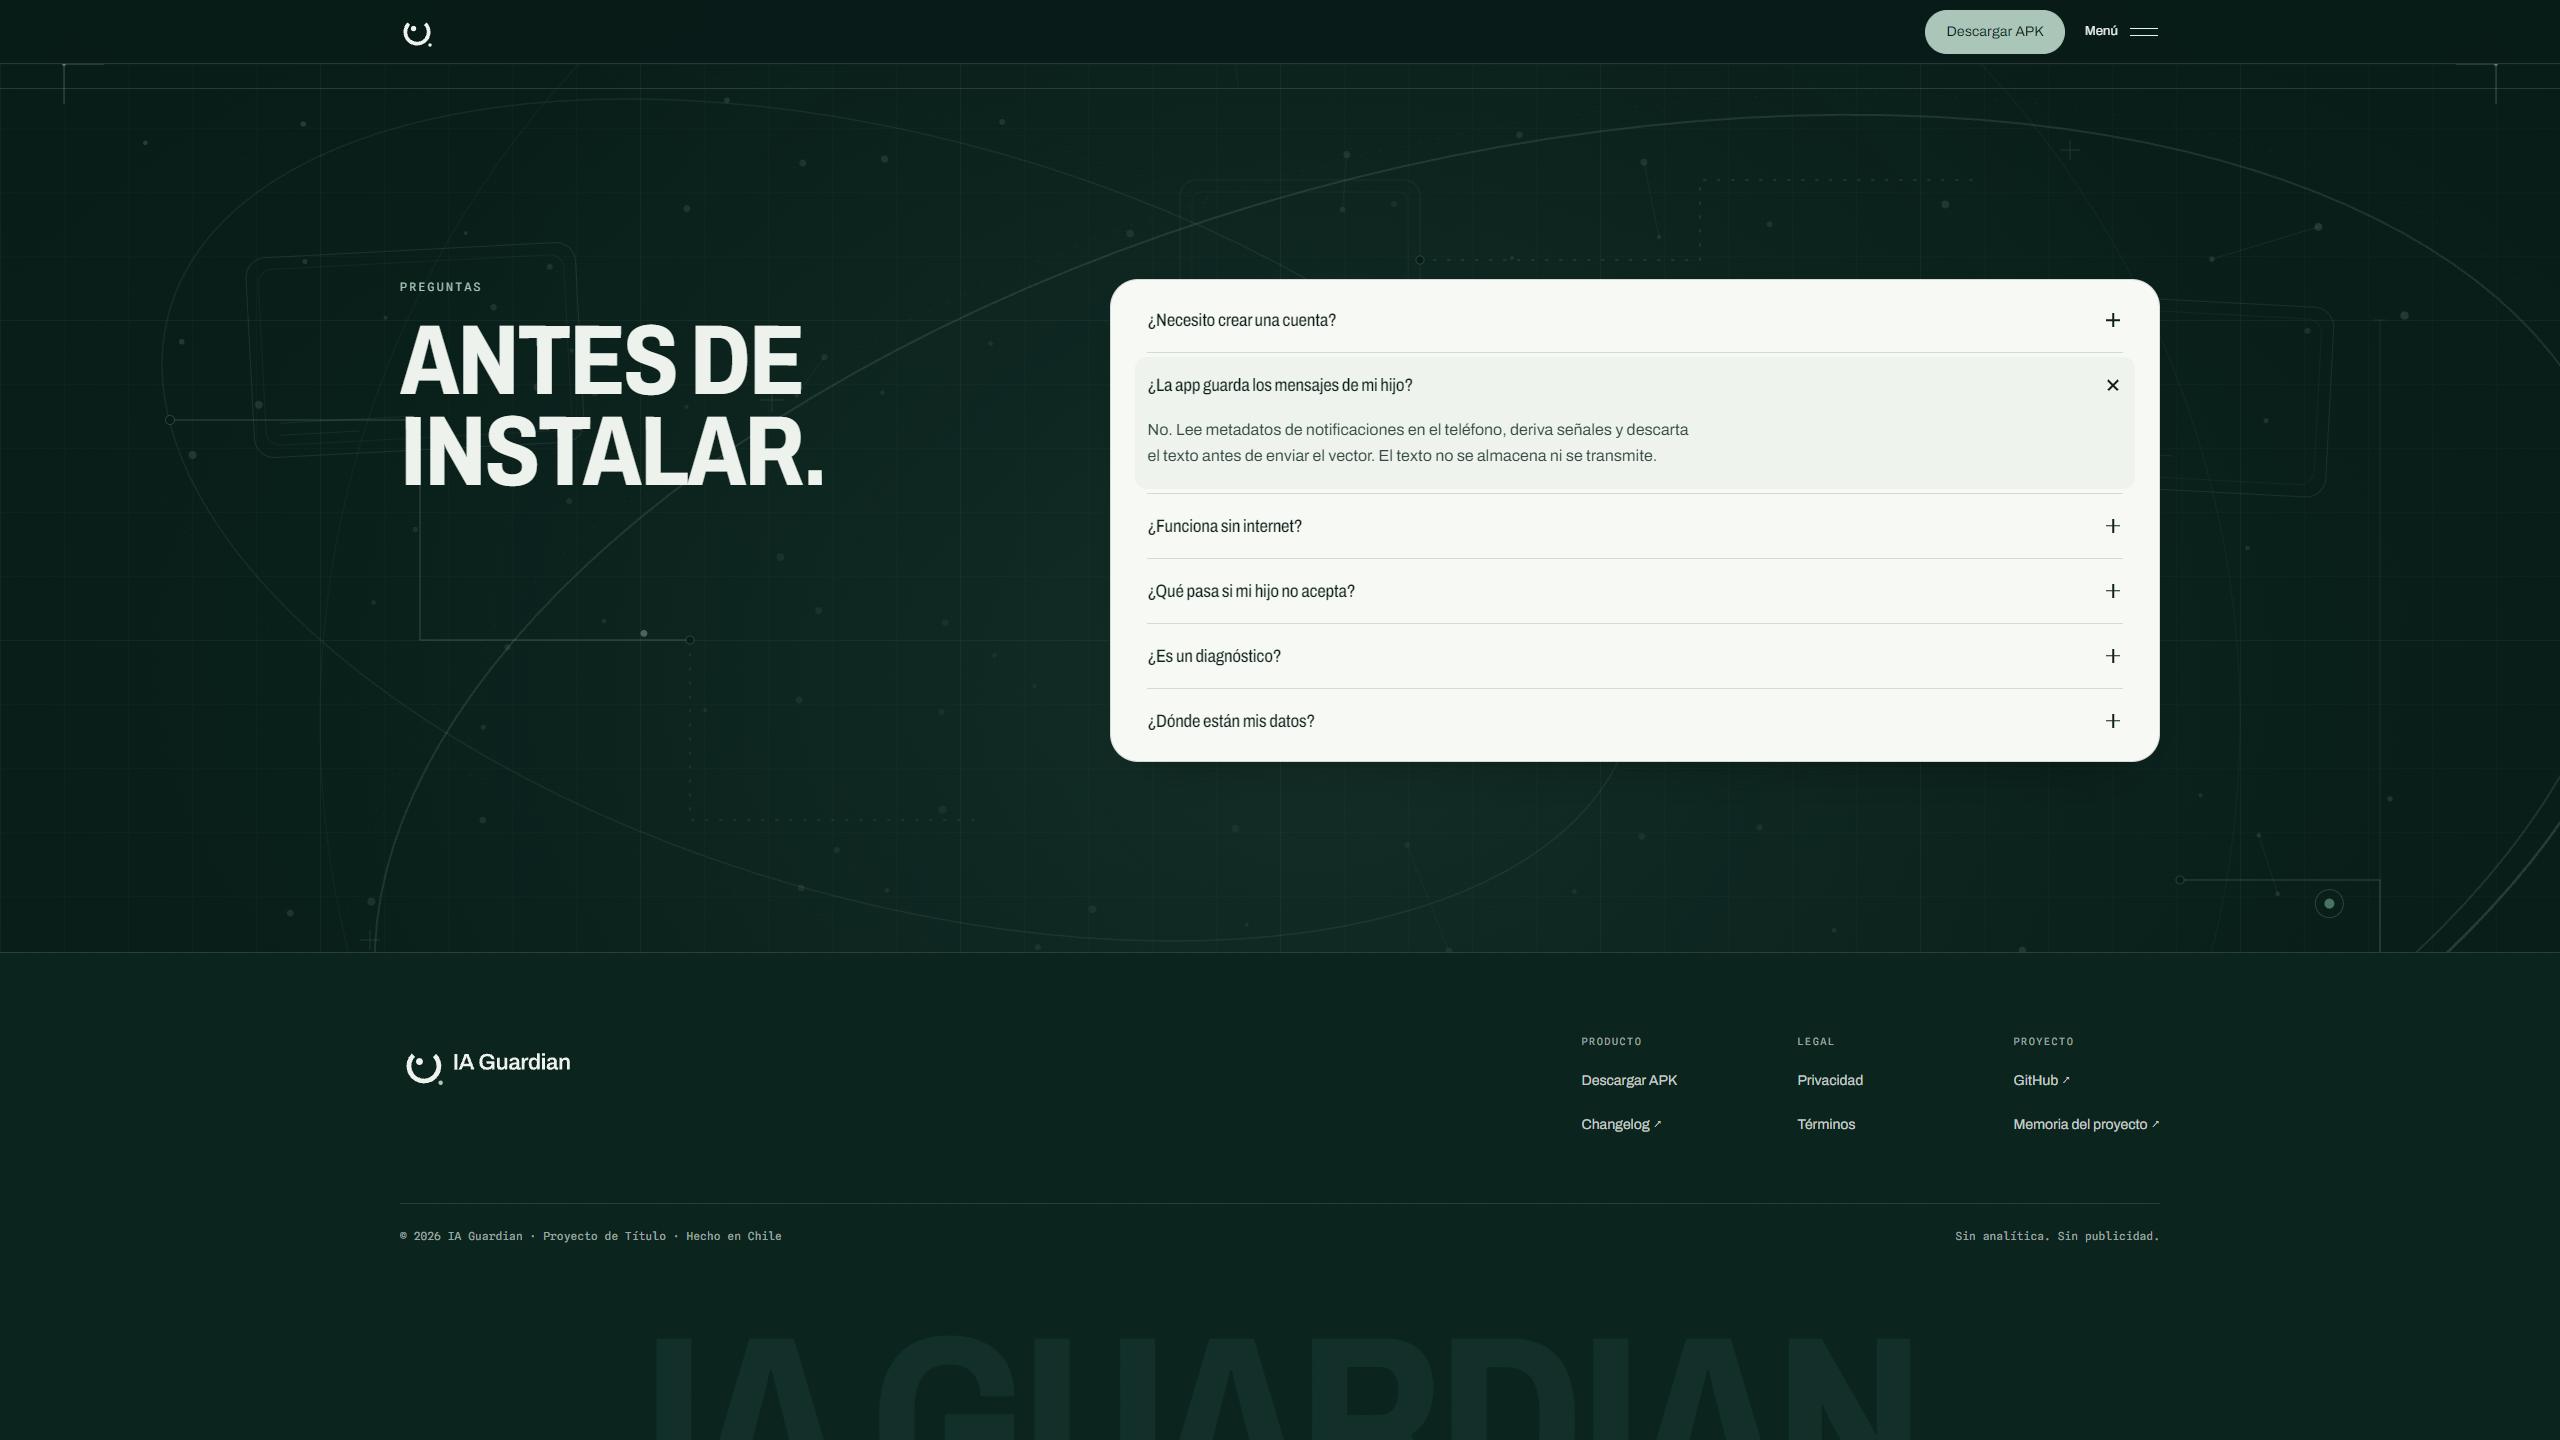 Descargar APK
Menú
PREGUNTAS
ANTES DE
INSTALAR.
¿Necesito crear una cuenta?
¿La app guarda los mensajes de mi hijo?
No. Lee metadatos de notificaciones en el teléfono, deriva señales y descarta
el texto antes de enviar el vector. El texto no se almacena ni se transmite.
¿Funciona sin internet?
¿Qué pasa si mi hijo no acepta?
¿Es un diagnóstico?
¿Dónde están mis datos?
IA Guardian
PRODUCTO
Descargar APK
Changelog ↗
LEGAL
Privacidad
Términos
PROYECTO
GitHub ↗
Memoria del proyecto ↗
© 2026 IA Guardian · Proyecto de Título · Hecho en Chile
Sin analítica. Sin publicidad.
IA GUARDIAN